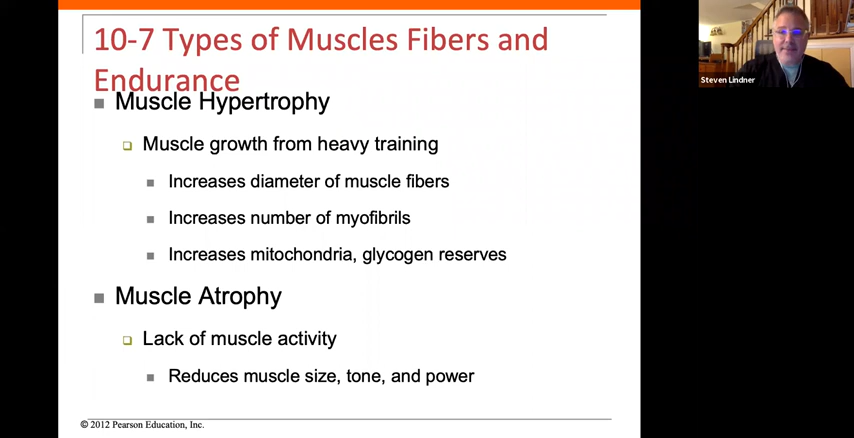 10-7 Types of Muscles Fibers and
Endurance
Muscle Hypertrophy
Muscle growth from heavy training
Increases diameter of muscle fibers
Increases number of myofibrils
Increases mitochondria, glycogen reserves
Muscle Atrophy
Lack of muscle activity
Reduces muscle size, tone, and power
© 2012 Pearson Education, Inc.
Steven Lindner